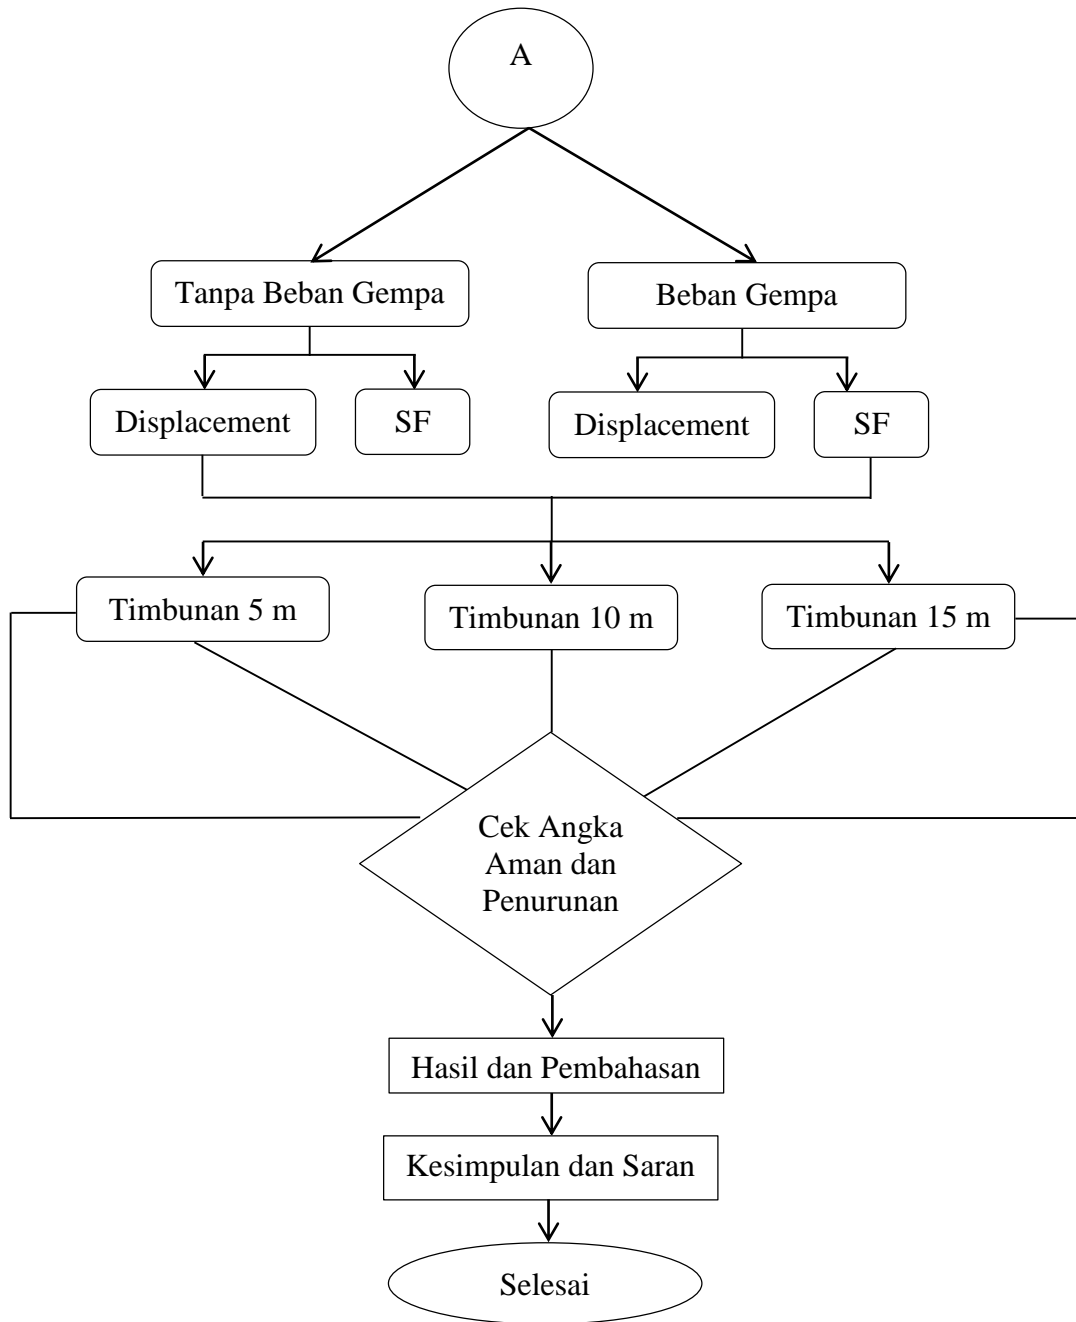 A
Tanpa Beban Gempa
Beban Gempa
Displacement
SF
Displacement
SF
Timbunan 5 m
Timbunan 10 m
Timbunan 15 m
Cek Angka
Aman dan
Penurunan
Hasil dan Pembahasan
Kesimpulan dan Saran
Selesai